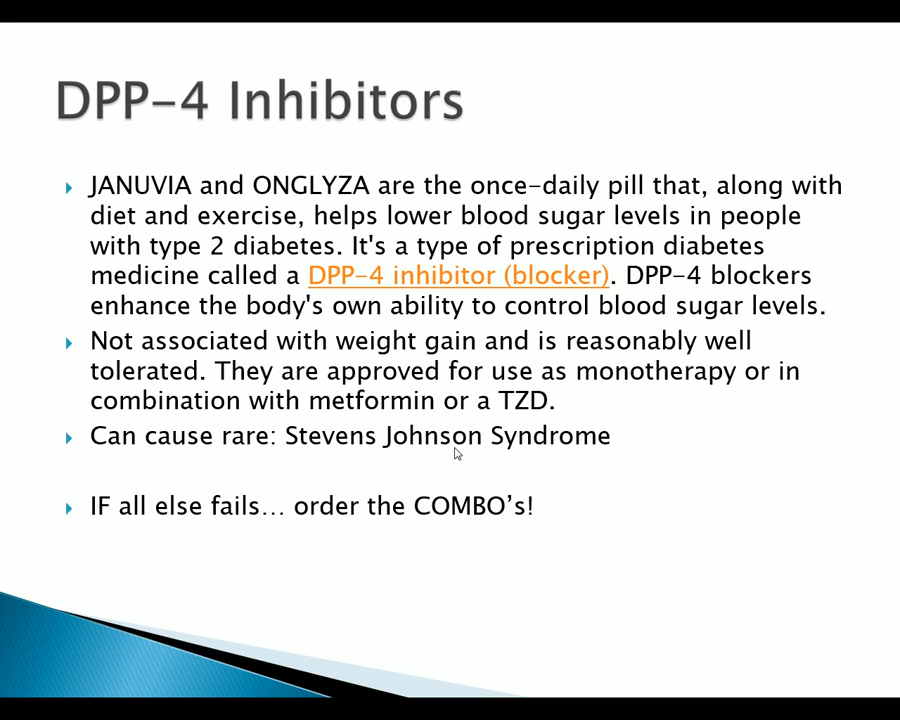 DPP-4 Inhibitors
JANUVIA and ONGLYZA are the once-daily pill that, along with
diet and exercise, helps lower blood sugar levels in people
with type 2 diabetes. It's a type of prescription diabetes
medicine called a DPP-4 inhibitor (blocker). DPP-4 blockers
enhance the body's own ability to control blood sugar levels.
Not associated with weight gain and is reasonably well
tolerated. They are approved for use as monotherapy or in
combination with metformin or a TZD.
Can cause rare: Stevens Johnson Syndrome
IF all else fails… order the COMBO’s!